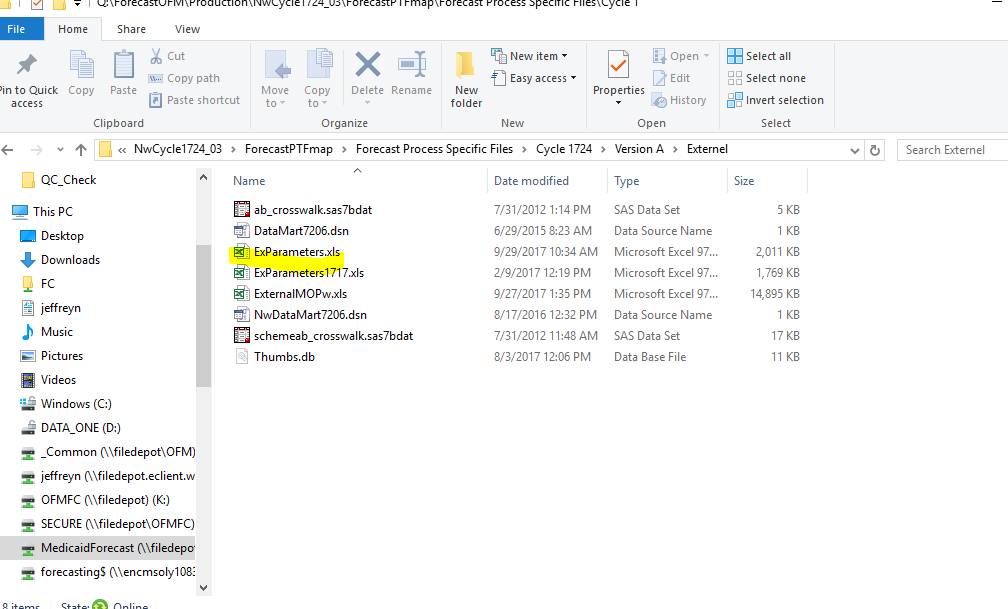 Q:\ForecastOFM\Production\NwCycle1724_03\ForecastPTFmap\Forecast Process Specific Files\Cycle 1
File Home Share View
Pin to Quick access
Copy
Paste
Cut
Copy path
Paste shortcut
Move to
Copy to
Delete
Rename
New folder
New item
Easy access
Properties
Open
Edit
History
Select all
Select none
Invert selection
Clipboard Organize New Open Select
« NwCycle1724_03 › ForecastPTFmap › Forecast Process Specific Files › Cycle 1724 › Version A › Externel
Search Externel
QC_Check
This PC
Desktop
Downloads
FC
jeffreyn
Music
Pictures
Videos
Windows (C:)
DATA_ONE (D:)
_Common (\\filedepot\OFM)
jeffreyn (\\filedepot.eclient.w
OFMFC (\\filedepot) (K:)
SECURE (\\filedepot\OFMFC)
MedicaidForecast (\\filedepo
forecasting$ (\\encmsoly1083
Name Date modified Type Size
ab_crosswalk.sas7bdat 7/31/2012 1:14 PM SAS Data Set 5 KB
DataMart7206.dsn 6/29/2015 8:23 AM Data Source Name 1 KB
ExParameters.xls 9/29/2017 10:34 AM Microsoft Excel 97... 2,011 KB
ExParameters1717.xls 2/9/2017 12:19 PM Microsoft Excel 97... 1,769 KB
ExternalMOPw.xls 9/27/2017 1:35 PM Microsoft Excel 97... 14,895 KB
NwDataMart7206.dsn 8/17/2016 12:32 PM Data Source Name 1 KB
schemeab_crosswalk.sas7bdat 7/31/2012 11:48 AM SAS Data Set 17 KB
Thumbs.db 8/3/2017 12:06 PM Data Base File 11 KB
8 items State: Online